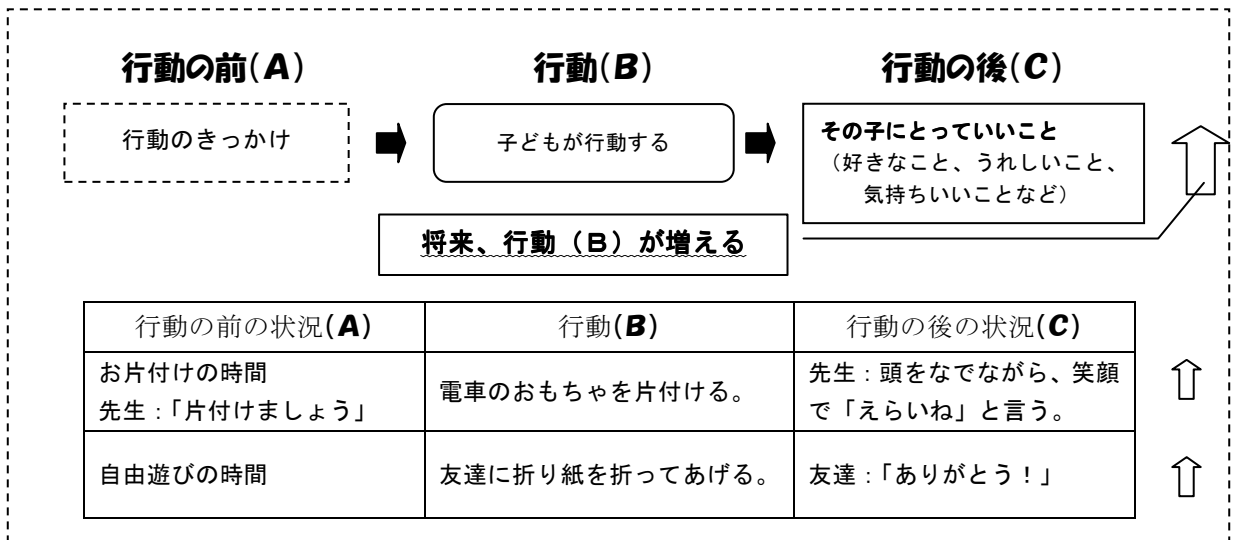 行動の前(A)
行動(B)
行動の後(C)
行動のきっかけ
子どもが行動する
その子にとっていいこと
（好きなこと、うれしいこと、
気持ちいいことなど）
将来、行動（Ｂ）が増える
行動の前の状況(A)
行動(B)
行動の後の状況(C)
お片付けの時間
先生：「片付けましょう」
電車のおもちゃを片付ける。
先生：頭をなでながら、笑顔
で「えらいね」と言う。
自由遊びの時間
友達に折り紙を折ってあげる。
友達：「ありがとう！」